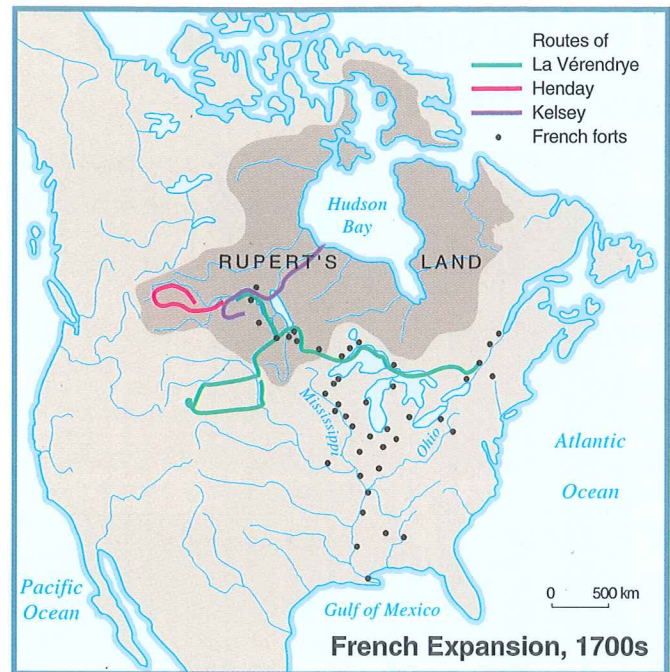 Routes of
La Vérendrye
Henday
Kelsey
French forts
Hudson
Bay
RUPERT'S LAND
Mississippi
Ohio
Atlantic
Ocean
Pacific
Ocean
Gulf of Mexico
0 500 km
French Expansion, 1700s